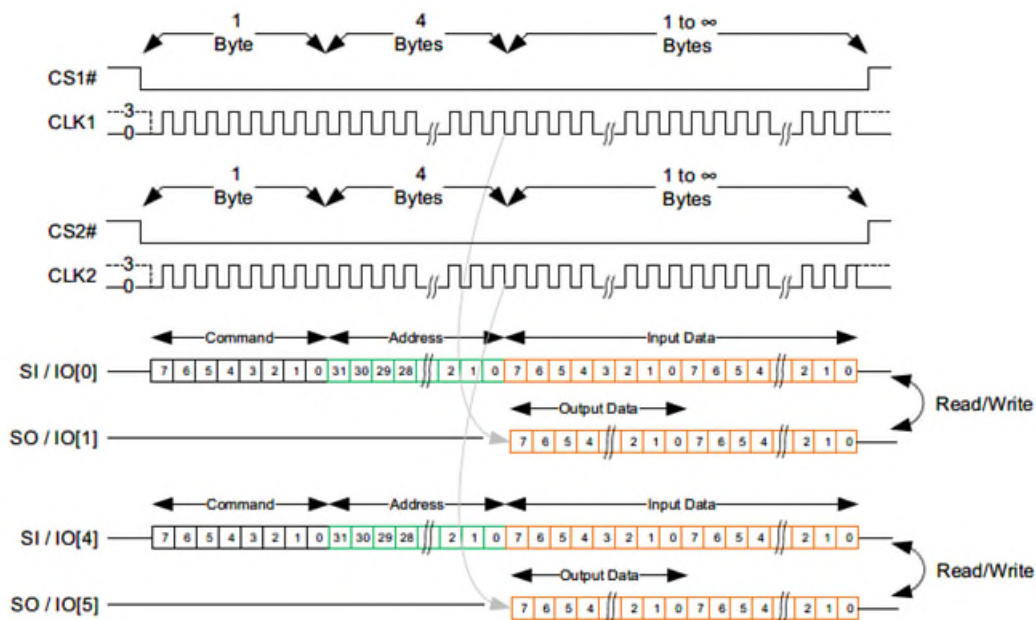 1 4 1 to ∞
Byte Bytes Bytes
CS1#
3
CLK1
0
1 4 1 to ∞
Byte Bytes Bytes
CS2#
3
CLK2
0
Command Address Input Data
SI / IO[0] 7 6 5 4 3 2 1 0 31 30 29 28 2 1 0 7 6 5 4 3 2 1 0 7 6 5 4 2 1 0
Read/Write
Output Data
SO / IO[1] 7 6 5 4 2 1 0 7 6 5 4 2 1 0
Command Address Input Data
SI / IO[4] 7 6 5 4 3 2 1 0 31 30 29 28 2 1 0 7 6 5 4 3 2 1 0 7 6 5 4 2 1 0
Read/Write
Output Data
SO / IO[5] 7 6 5 4 2 1 0 7 6 5 4 2 1 0